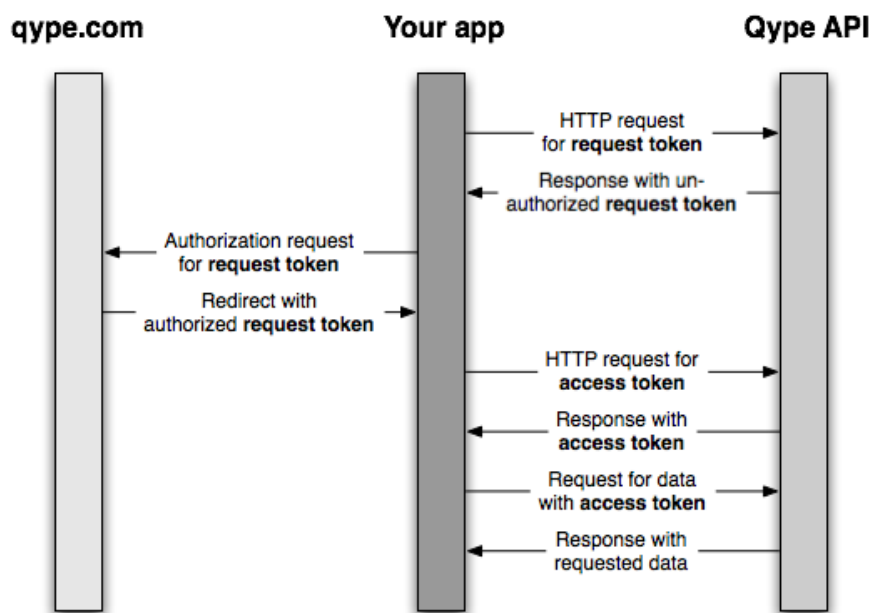 qype.com
Your app
Qype API
HTTP request
for request token
Response with un-
authorized request token
Authorization request
for request token
Redirect with
authorized request token
HTTP request for
access token
Response with
access token
Request for data
with access token
Response with
requested data